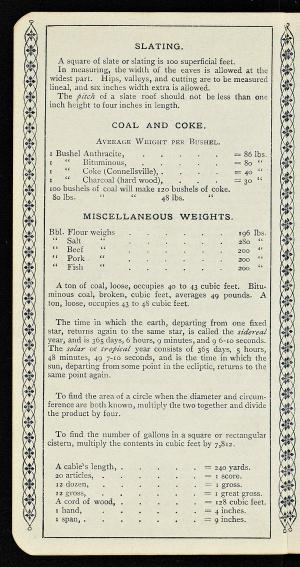 SLATING.
A square of slate or slating is 100 superficial feet.
In measuring, the width of the eaves is allowed at the
widest part. Hips, valleys, and cutting are to be measured
lineal, and six inches width extra is allowed.
The pitch of a slate roof should not be less than one
inch height to four inches in length.
COAL AND COKE.
AVERAGE WEIGHT PER BUSHEL.
1 Bushel Anthracite, . . . . . = 86 lbs.
1 " Bituminous, . . . . . = 80 "
1 " Coke (Connellsville), . . . . = 40 "
1 " Charcoal (hard wood), . . . . = 30 "
100 bushels of coal will make 120 bushels of coke.
80 lbs. " " 48 lbs. "
MISCELLANEOUS WEIGHTS.
Bbl. Flour weighs . . . . . . 196 lbs.
" Salt " . . . . . . 280 "
" Beef " . . . . . . 200 "
" Pork " . . . . . . 200 "
" Fish " . . . . . . 200 "
A ton of coal, loose, occupies 40 to 43 cubic feet. Bitu-
minous coal, broken, cubic feet, averages 49 pounds. A
ton, loose, occupies 43 to 48 cubic feet.
The time in which the earth, departing from one fixed
star, returns again to the same star, is called the sidereal
year, and is 365 days, 6 hours, 9 minutes, and 9 6-10 seconds.
The solar or tropical year consists of 365 days, 5 hours,
48 minutes, 49 7-10 seconds, and is the time in which the
sun, departing from some point in the ecliptic, returns to the
same point again.
To find the area of a circle when the diameter and circum-
ference are both known, multiply the two together and divide
the product by four.
To find the number of gallons in a square or rectangular
cistern, multiply the contents in cubic feet by 7,812.
A cable's length, . . . . . = 240 yards.
20 articles, . . . . . . = 1 score.
12 dozen, . . . . . . = 1 gross.
12 gross, . . . . . . = 1 great gross.
A cord of wood, . . . . . = 128 cubic feet.
1 hand, . . . . . . = 4 inches.
1 span, . . . . . . = 9 inches.